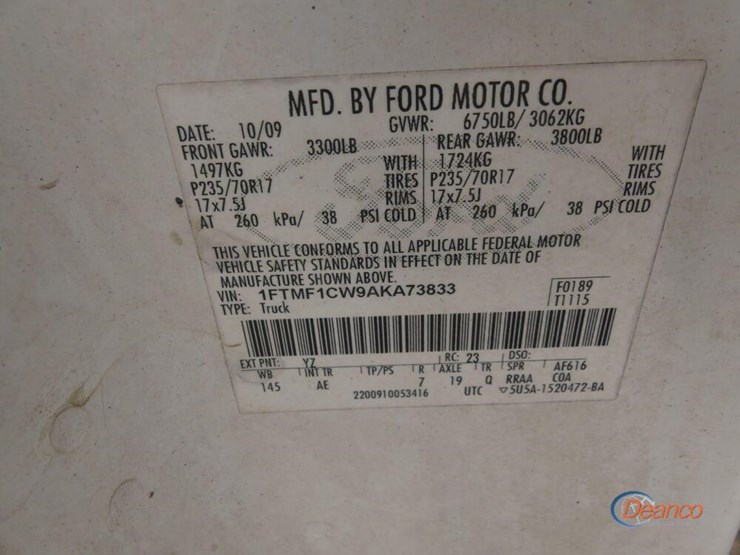 MFD. BY FORD MOTOR CO.
DATE: 10/09 GVWR: 6750LB/ 3062KG
FRONT GAWR: 3300LB REAR GAWR: 3800LB
1497KG WITH 1724KG WITH
P235/70R17 TIRES P235/70R17 TIRES
17x7.5J RIMS 17x7.5J RIMS
AT 260 kPa/ 38 PSI COLD AT 260 kPa/ 38 PSI COLD
THIS VEHICLE CONFORMS TO ALL APPLICABLE FEDERAL MOTOR
VEHICLE SAFETY STANDARDS IN EFFECT ON THE DATE OF
MANUFACTURE SHOWN ABOVE.
VIN: 1FTMF1CW9AKA73833 F0189
TYPE: Truck T1115
EXT PNT: YZ RC: 23 DSO:
WB INT TR TP/PS R AXLE TR SPR AF616
145 AE 7 19 Q RRAA COA
2200910053416 UTC ▽5U5A-1520472-BA
Ford
Deanco